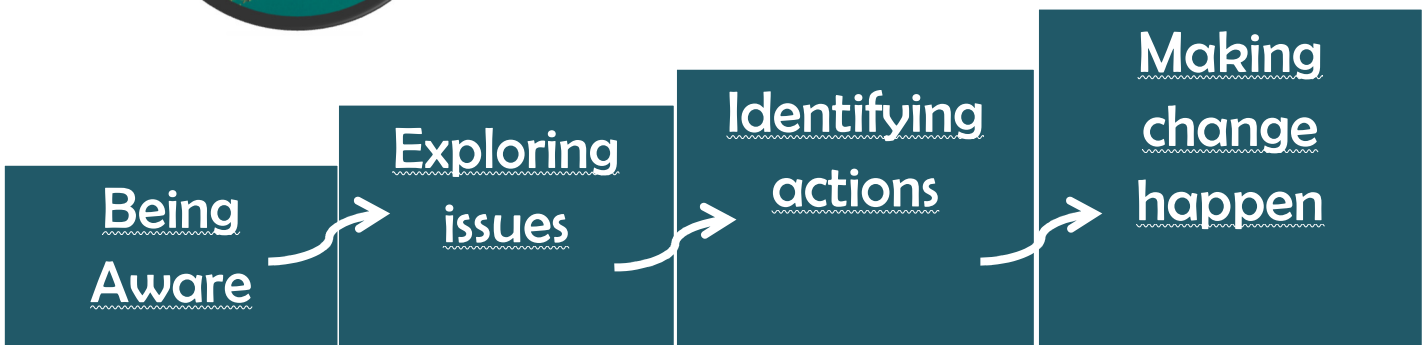 Being
Aware
Exploring
issues
Identifying
actions
Making
change
happen